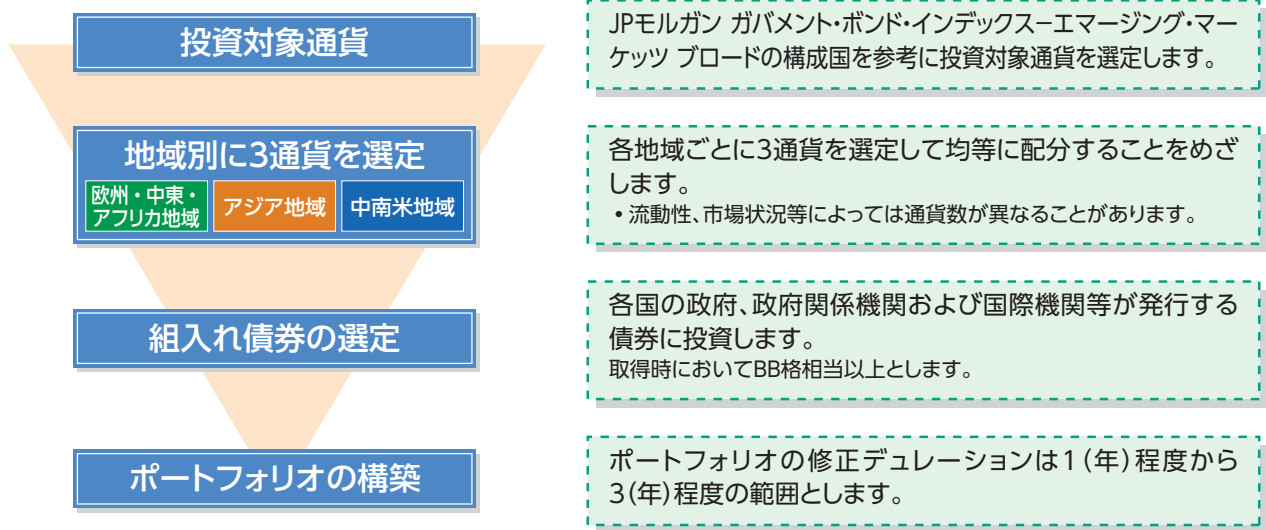 投資対象通貨
JPモルガン ガバメント・ボンド・インデックス−エマージング・マー
ケッツ ブロードの構成国を参考に投資対象通貨を選定します。
地域別に3通貨を選定
欧州・中東・
アフリカ地域
アジア地域
中南米地域
各地域ごとに3通貨を選定して均等に配分することをめざ
します。
• 流動性、市場状況等によっては通貨数が異なることがあります。
組入れ債券の選定
各国の政府、政府関係機関および国際機関等が発行する
債券に投資します。
取得時においてBB格相当以上とします。
ポートフォリオの構築
ポートフォリオの修正デュレーションは1(年)程度から
3(年)程度の範囲とします。